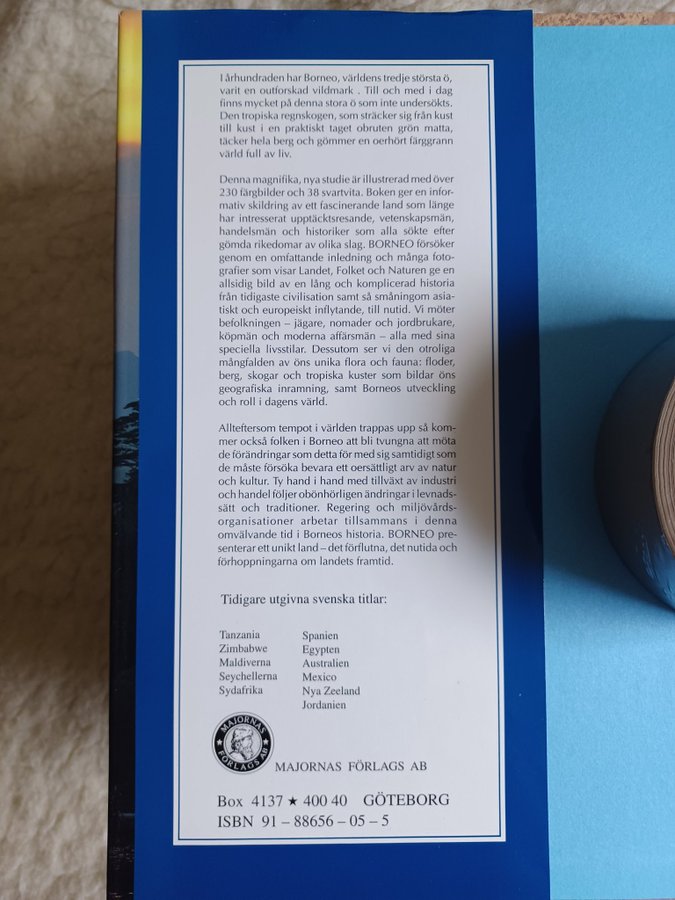 I århundraden har Borneo, världens tredje största ö,
varit en outforskad vildmark . Till och med i dag
finns mycket på denna stora ö som inte undersökts.
Den tropiska regnskogen, som sträcker sig från kust
till kust i en praktiskt taget obruten grön matta,
täcker hela berg och gömmer en oerhört färggrann
värld full av liv.
Denna magnifika, nya studie är illustrerad med över
230 färgbilder och 38 svartvita. Boken ger en infor-
mativ skildring av ett fascinerande land som länge
har intresserat upptäcktsresande, vetenskapsmän,
handelsmän och historiker som alla sökte efter
gömda rikedomar av olika slag. BORNEO försöker
genom en omfattande inledning och många foto-
grafier som visar Landet, Folket och Naturen ge en
allsidig bild av en lång och komplicerad historia
från tidigaste civilisation samt så småningom asia-
tiskt och europeiskt inflytande, till nutid. Vi möter
befolkningen – jägare, nomader och jordbrukare,
köpmän och moderna affärsmän – alla med sina
speciella livsstilar. Dessutom ser vi den otroliga
mångfalden av öns unika flora och fauna: floder,
berg, skogar och tropiska kuster som bildar öns
geografiska inramning, samt Borneos utveckling
och roll i dagens värld.
Allteftersom tempot i världen trappas upp så kom-
mer också folken i Borneo att bli tvungna att möta
de förändringar som detta för med sig samtidigt som
de måste försöka bevara ett oersättligt arv av natur
och kultur. Ty hand i hand med tillväxt av industri
och handel följer obönhörligen ändringar i levnads-
sätt och traditioner. Regering och miljövårds-
organisationer arbetar tillsammans i denna
omvälvande tid i Borneos historia. BORNEO pre-
senterar ett unikt land – det förflutna, det nutida och
förhoppningarna om landets framtid.
Tidigare utgivna svenska titlar:
Tanzania
Zimbabwe
Maldiverna
Seychellerna
Sydafrika
Spanien
Egypten
Australien
Mexico
Nya Zeeland
Jordanien
MAJORNAS
FÖRLAGS AB
MAJORNAS FÖRLAGS AB
Box 4137 ★ 400 40 GÖTEBORG
ISBN 91 – 88656 – 05 – 5